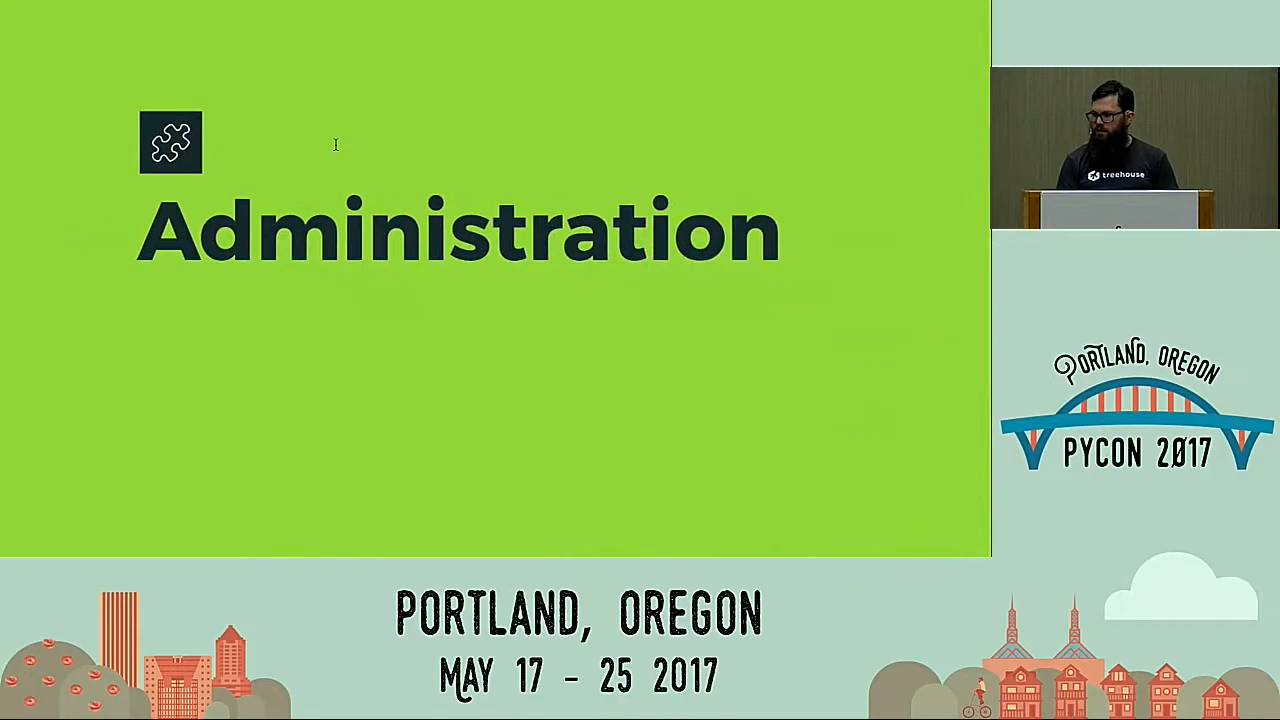 Administration
treehouse
PORTLAND, OREGON
PYCON 2017
PORTLAND, OREGON
MAY 17 - 25 2017